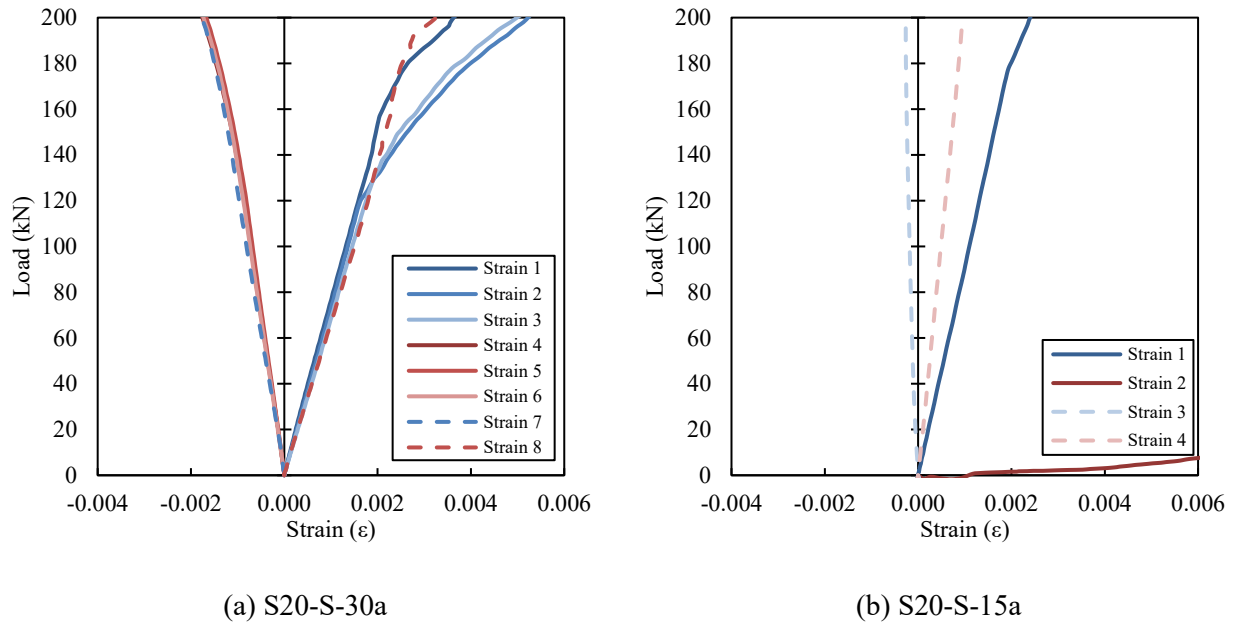 200
180
160
140
120
100
80
60
40
20
0
Load (kN)
-0.004
-0.002
0.000
0.002
0.004
0.006
Strain (ε)
Strain 1
Strain 2
Strain 3
Strain 4
Strain 5
Strain 6
Strain 7
Strain 8
(a) S20-S-30a
200
180
160
140
120
100
80
60
40
20
0
Load (kN)
-0.004
-0.002
0.000
0.002
0.004
0.006
Strain (ε)
Strain 1
Strain 2
Strain 3
Strain 4
(b) S20-S-15a